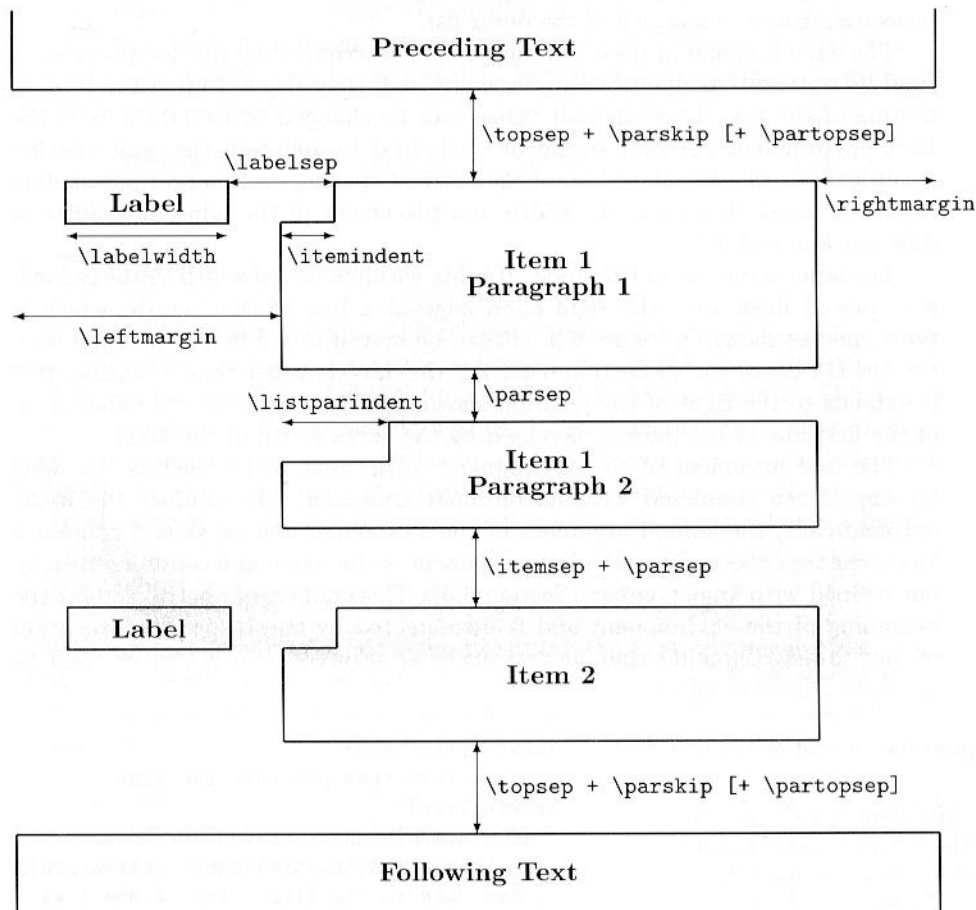 Preceding Text
\topsep + \parskip [+ \partopsep]
\labelsep
Label
\rightmargin
\labelwidth
\itemindent
Item 1
Paragraph 1
\leftmargin
\parsep
\listparindent
Item 1
Paragraph 2
\itemsep + \parsep
Label
Item 2
\topsep + \parskip [+ \partopsep]
Following Text